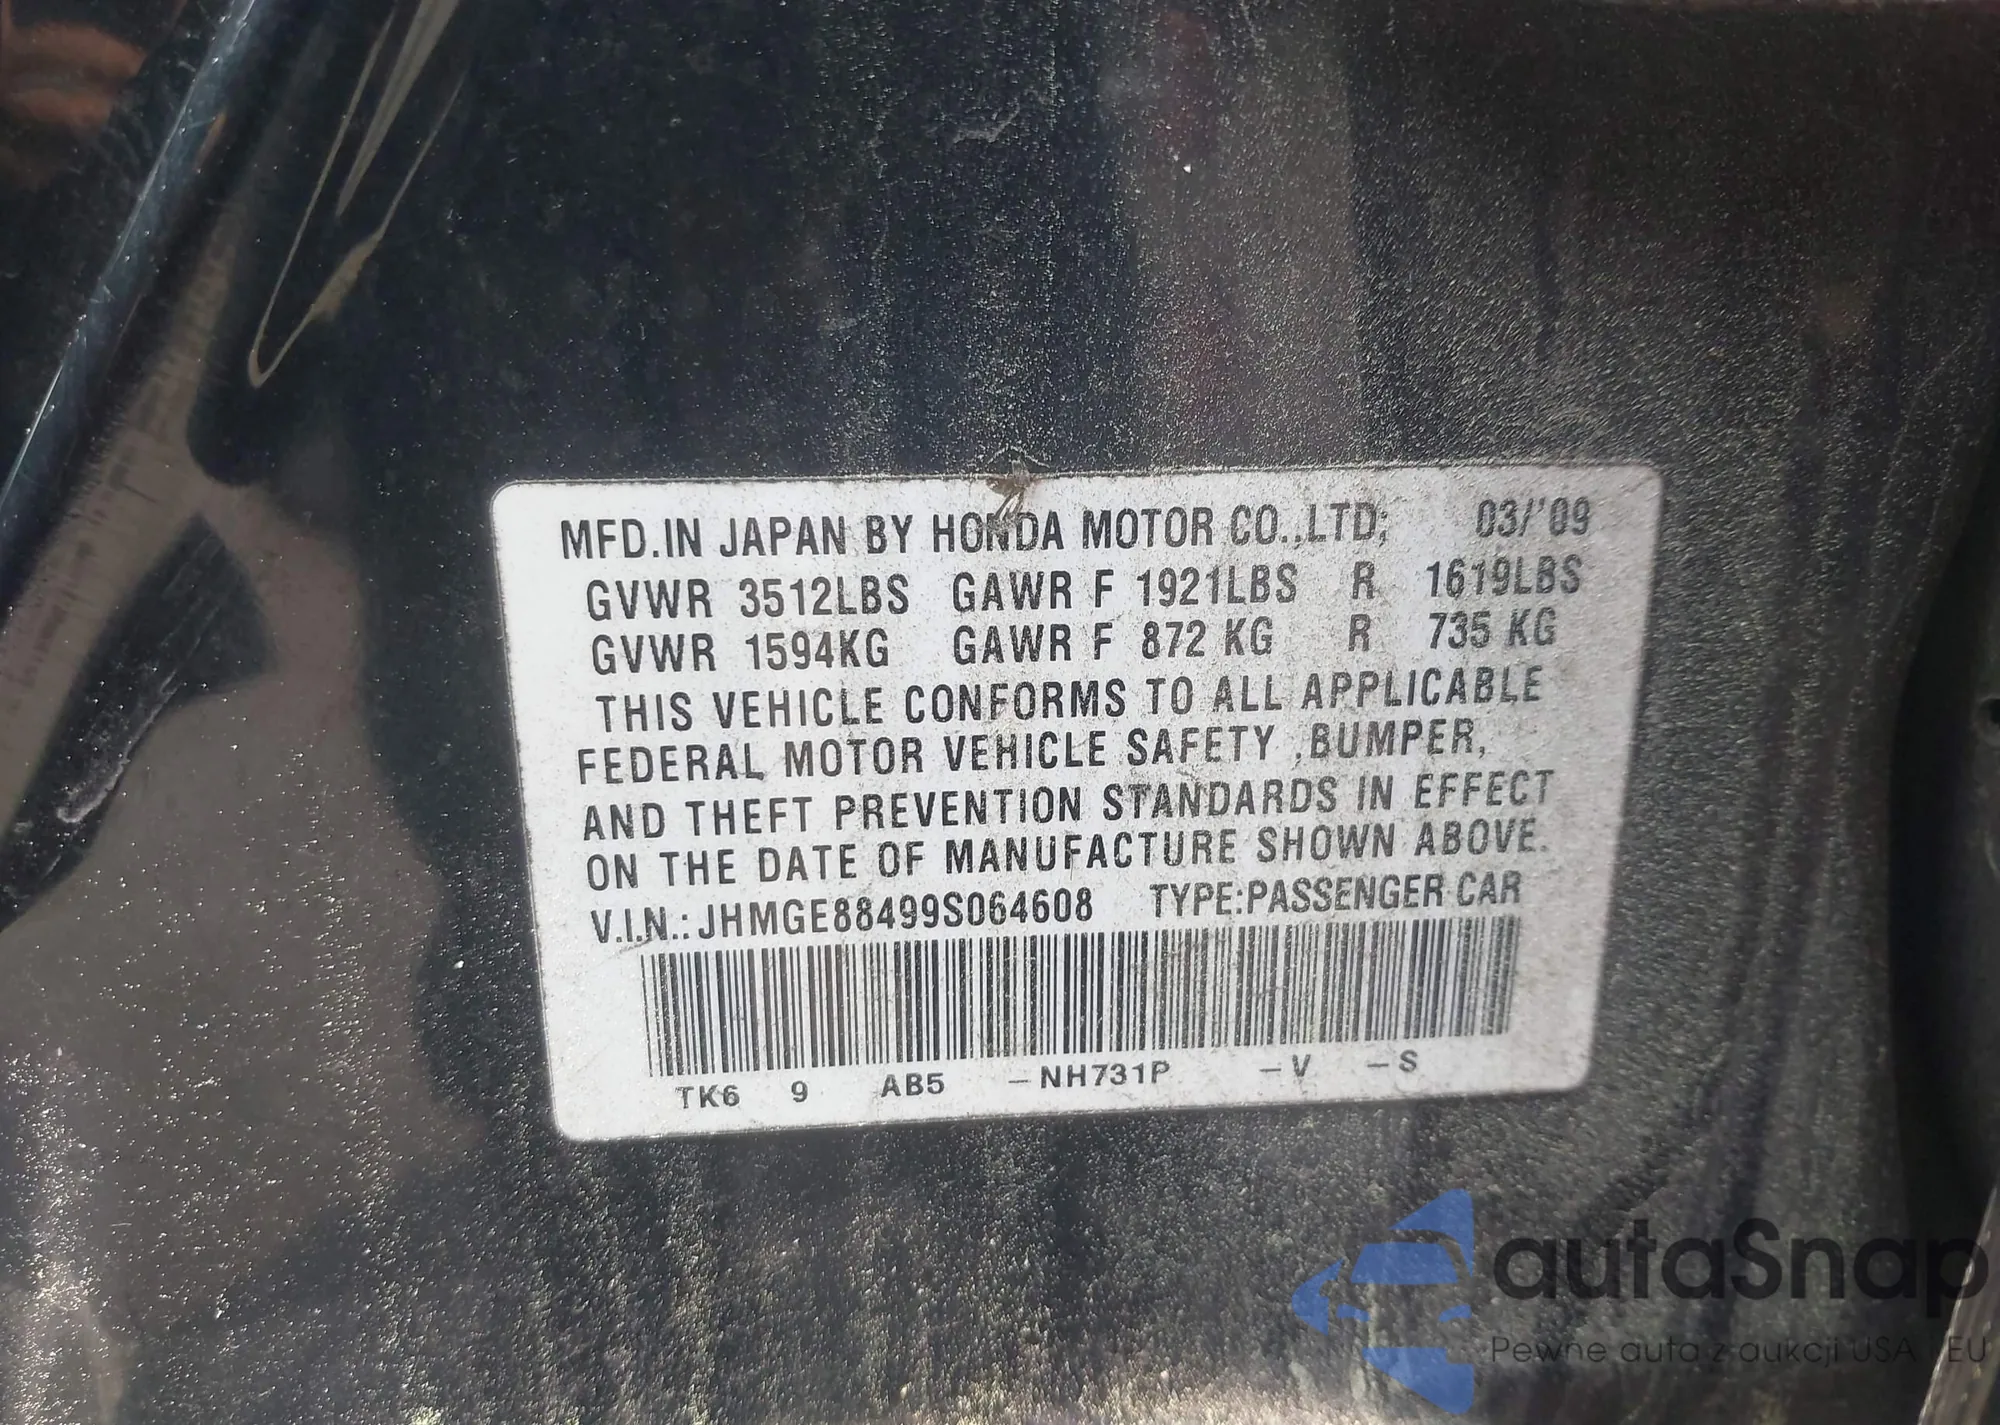 MFD.IN JAPAN BY HONDA MOTOR CO.,LTD; 03/'09
GVWR 3512LBS GAWR F 1921LBS R 1619LBS
GVWR 1594KG GAWR F 872 KG R 735 KG
THIS VEHICLE CONFORMS TO ALL APPLICABLE
FEDERAL MOTOR VEHICLE SAFETY ,BUMPER,
AND THEFT PREVENTION STANDARDS IN EFFECT
ON THE DATE OF MANUFACTURE SHOWN ABOVE.
V.I.N.: JHMGE88499S064608 TYPE:PASSENGER CAR
TK6 9 AB5 -NH731P -V -S
autaSnap
Pewne auta z aukcji USA i EU